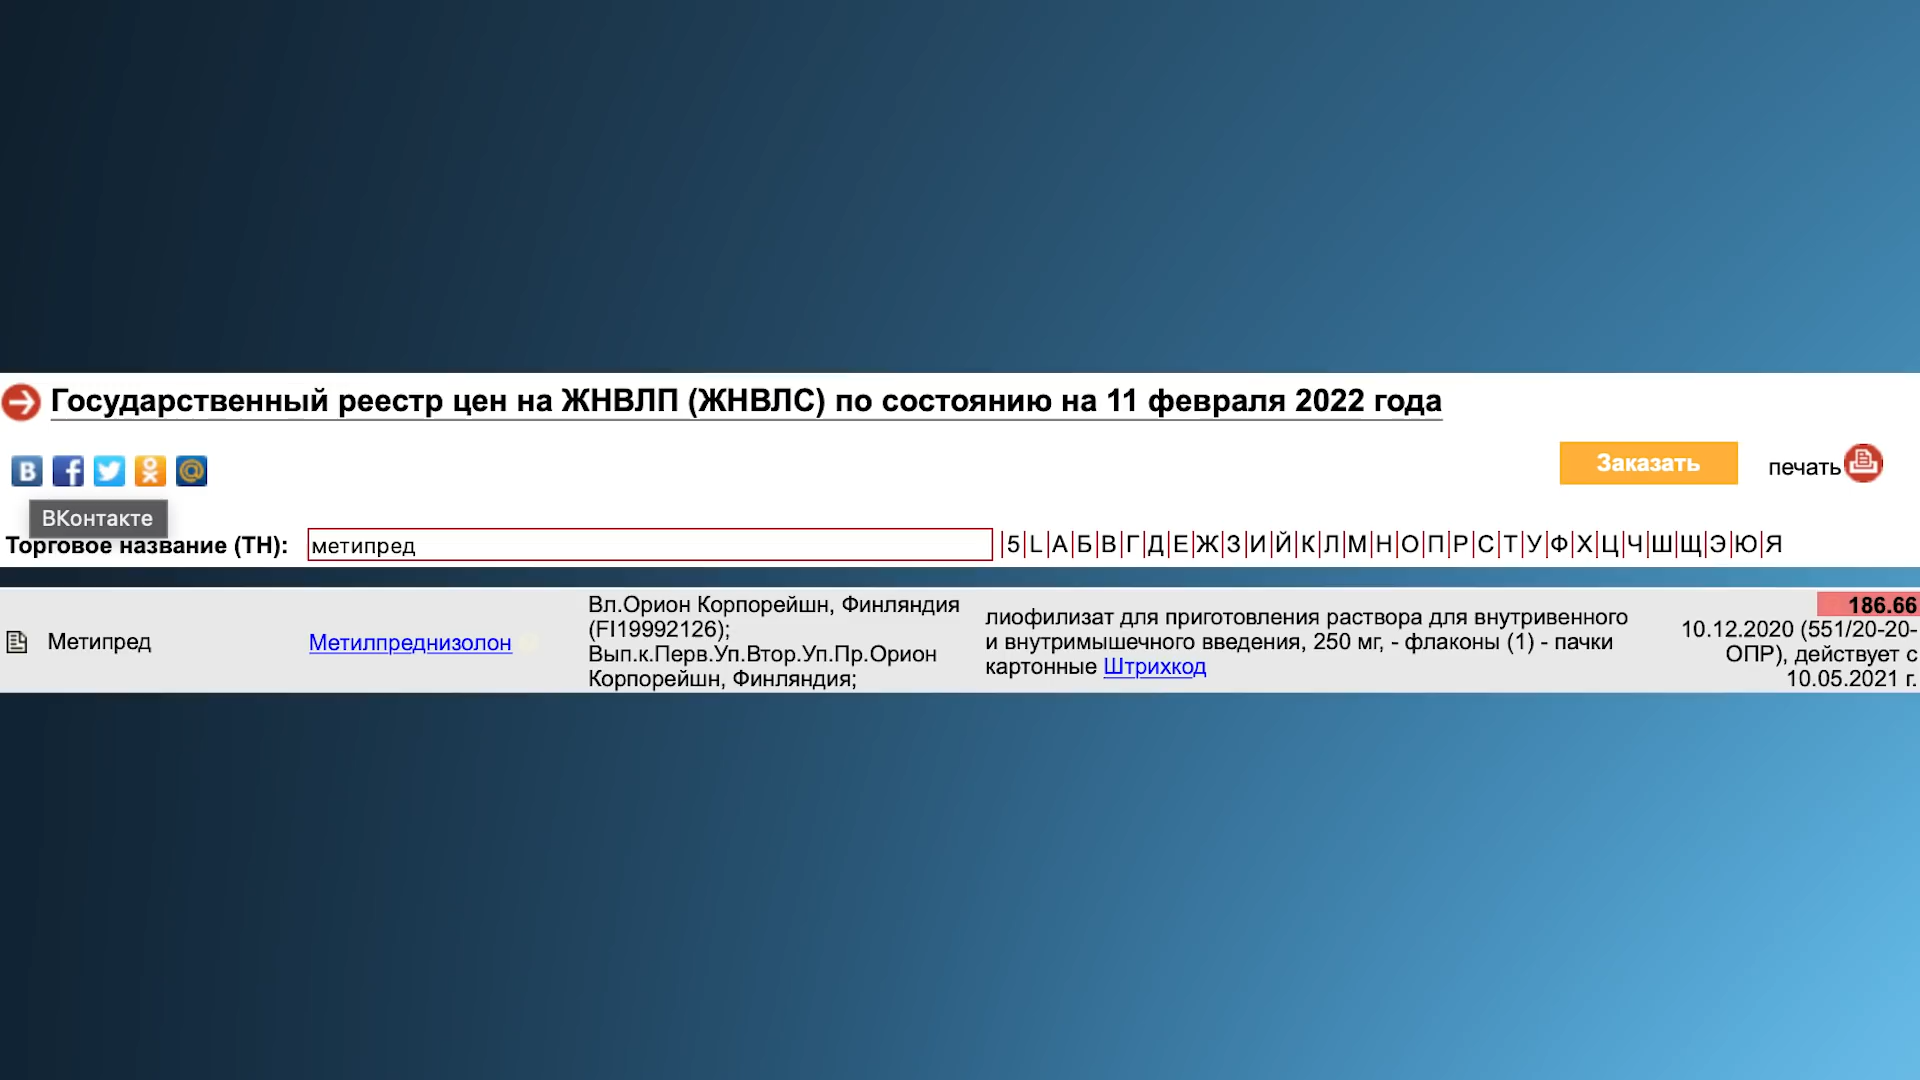 Государственный реестр цен на ЖНВЛП (ЖНВЛС) по состоянию на 11 февраля 2022 года
Заказать
печать
ВКонтакте
Торговое название (ТН):
метипред
|5|L|А|Б|В|Г|Д|Е|Ж|З|И|Й|К|Л|М|Н|О|П|Р|С|Т|У|Ф|Х|Ц|Ч|Ш|Щ|Э|Ю|Я
Метипред
Метилпреднизолон
Вл.Орион Корпорейшн, Финляндия
(FI19992126);
Вып.к.Перв.Уп.Втор.Уп.Пр.Орион
Корпорейшн, Финляндия;
лиофилизат для приготовления раствора для внутривенного
и внутримышечного введения, 250 мг, - флаконы (1) - пачки
картонные Штрихкод
186.66
10.12.2020 (551/20-20-
ОПР), действует с
10.05.2021 г.